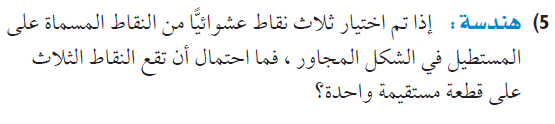 5) هندسة: إذا تم اختيار ثلاث نقاط عشوائيًّا من النقاط المسماة على
المستطيل في الشكل المجاور ، فما احتمال أن تقع النقاط الثلاث
على قطعة مستقيمة واحدة؟